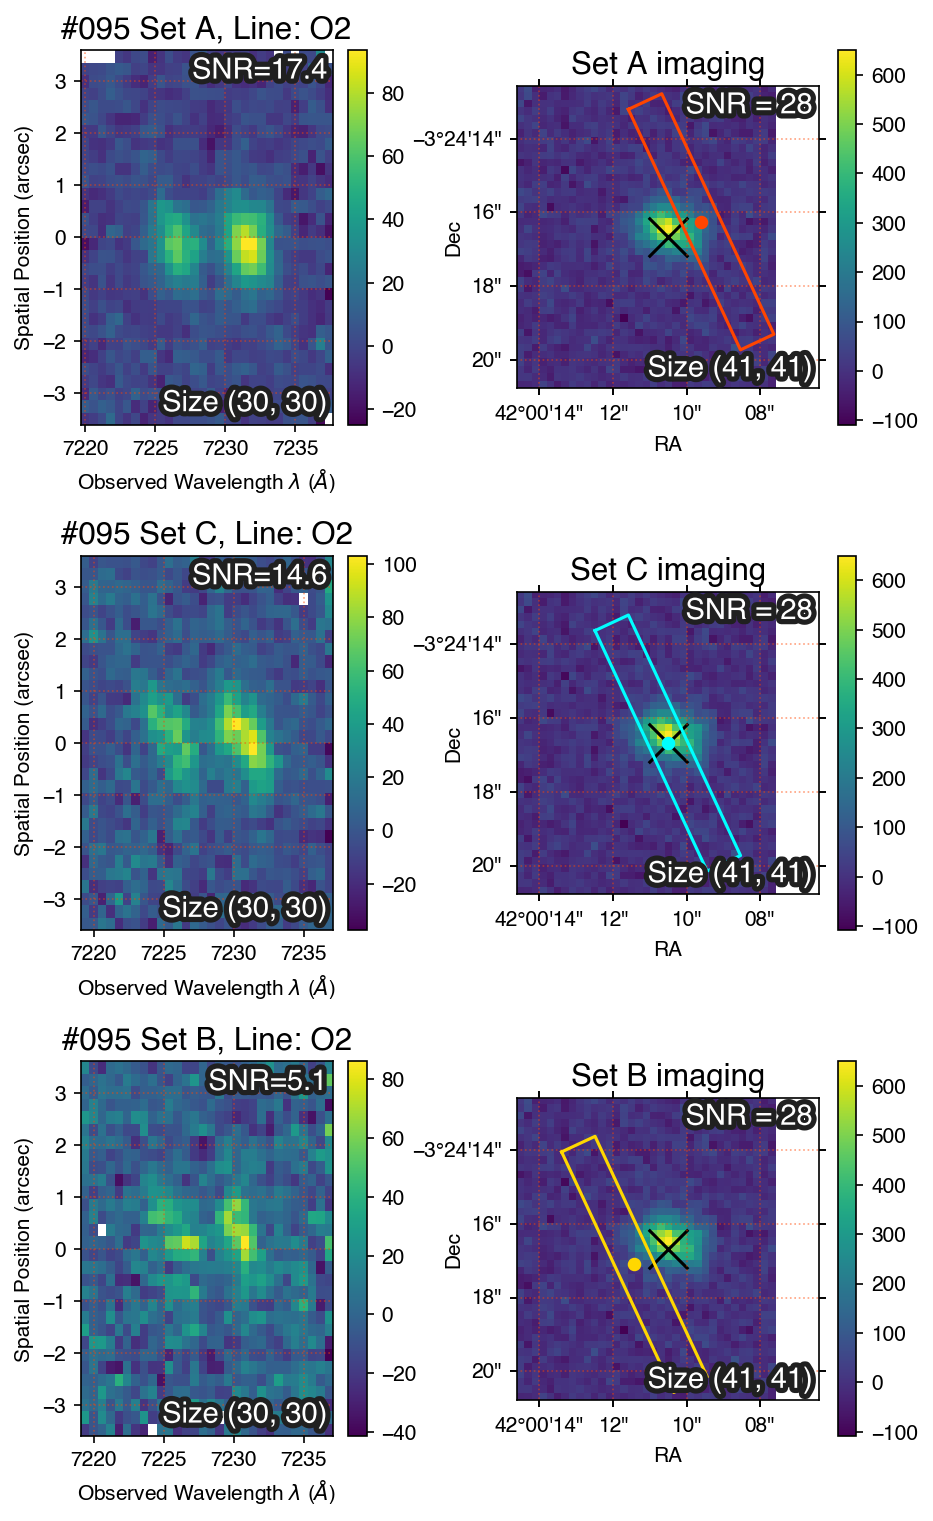 #095 Set A, Line: O2
SNR=17.4
Size (30, 30)
3
2
1
0
−1
−2
−3
Spatial Position (arcsec)
7220 7225 7230 7235
Observed Wavelength λ (Å)
80
60
40
20
0
−20
Set A imaging
SNR = 28
Size (41, 41)
−3°24'14"
16"
18"
20"
Dec
42°00'14" 12" 10" 08"
RA
600
500
400
300
200
100
0
−100
#095 Set C, Line: O2
SNR=14.6
Size (30, 30)
3
2
1
0
−1
−2
−3
Spatial Position (arcsec)
7220 7225 7230 7235
Observed Wavelength λ (Å)
100
80
60
40
20
0
−20
Set C imaging
SNR = 28
Size (41, 41)
−3°24'14"
16"
18"
20"
Dec
42°00'14" 12" 10" 08"
RA
600
500
400
300
200
100
0
−100
#095 Set B, Line: O2
SNR=5.1
Size (30, 30)
3
2
1
0
−1
−2
−3
Spatial Position (arcsec)
7220 7225 7230 7235
Observed Wavelength λ (Å)
80
60
40
20
0
−20
−40
Set B imaging
SNR = 28
Size (41, 41)
−3°24'14"
16"
18"
20"
Dec
42°00'14" 12" 10" 08"
RA
600
500
400
300
200
100
0
−100